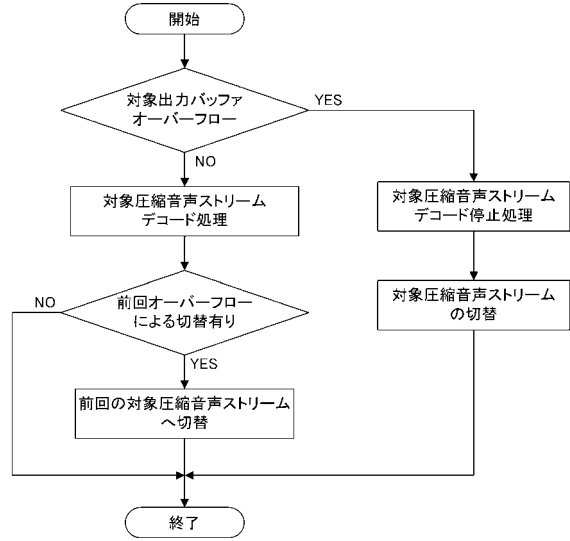 開始
対象出力バッファ
オーバーフロー
YES
NO
対象圧縮音声ストリーム
デコード処理
対象圧縮音声ストリーム
デコード停止処理
NO
前回オーバーフロー
による切替有り
対象圧縮音声ストリーム
の切替
YES
前回の対象圧縮音声ストリーム
へ切替
終了